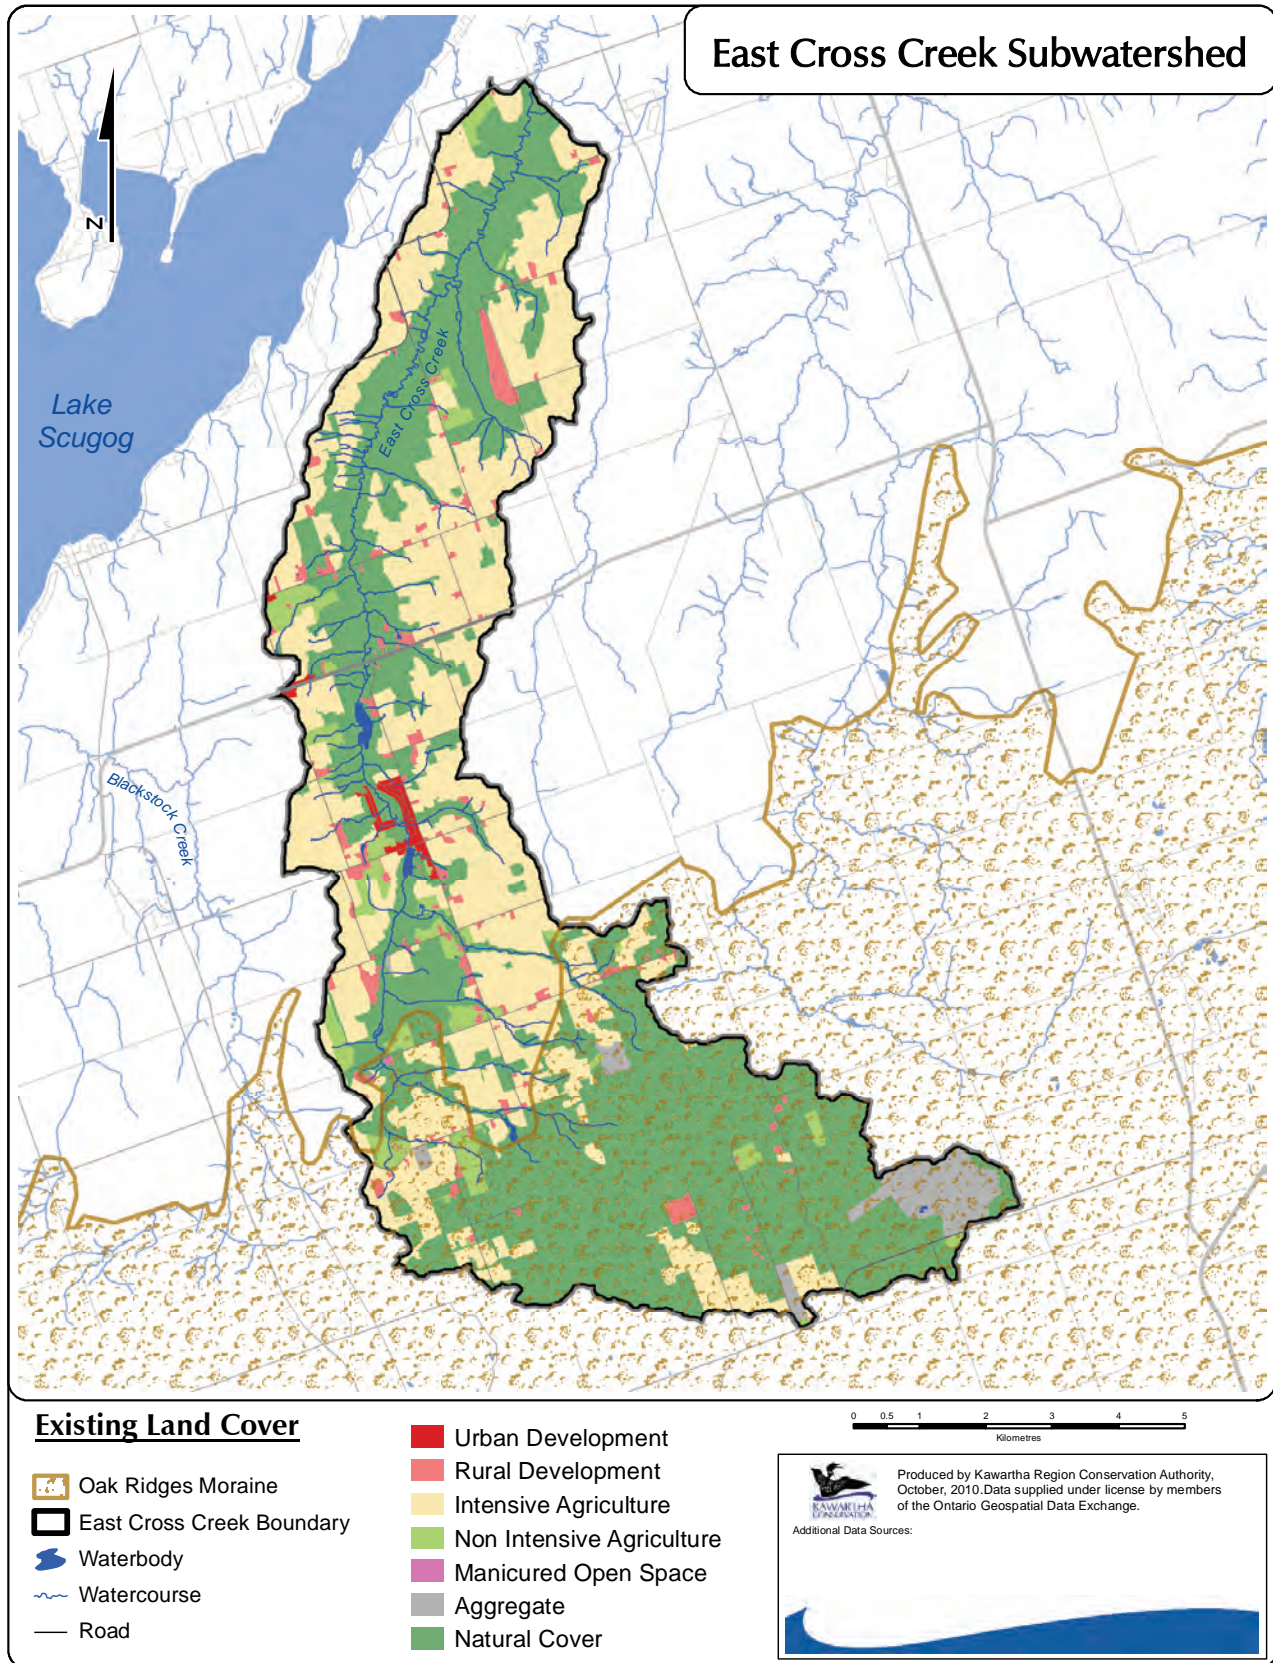 East Cross Creek Subwatershed
N
Lake
Scugog
East Cross Creek
Blackstock Creek
Existing Land Cover
Oak Ridges Moraine
East Cross Creek Boundary
Waterbody
Watercourse
Road
Urban Development
Rural Development
Intensive Agriculture
Non Intensive Agriculture
Manicured Open Space
Aggregate
Natural Cover
0 0.5 1 2 3 4 5
Kilometres
KAWARTHA
CONSERVATION
Produced by Kawartha Region Conservation Authority,
October, 2010.Data supplied under license by members
of the Ontario Geospatial Data Exchange.
Additional Data Sources: